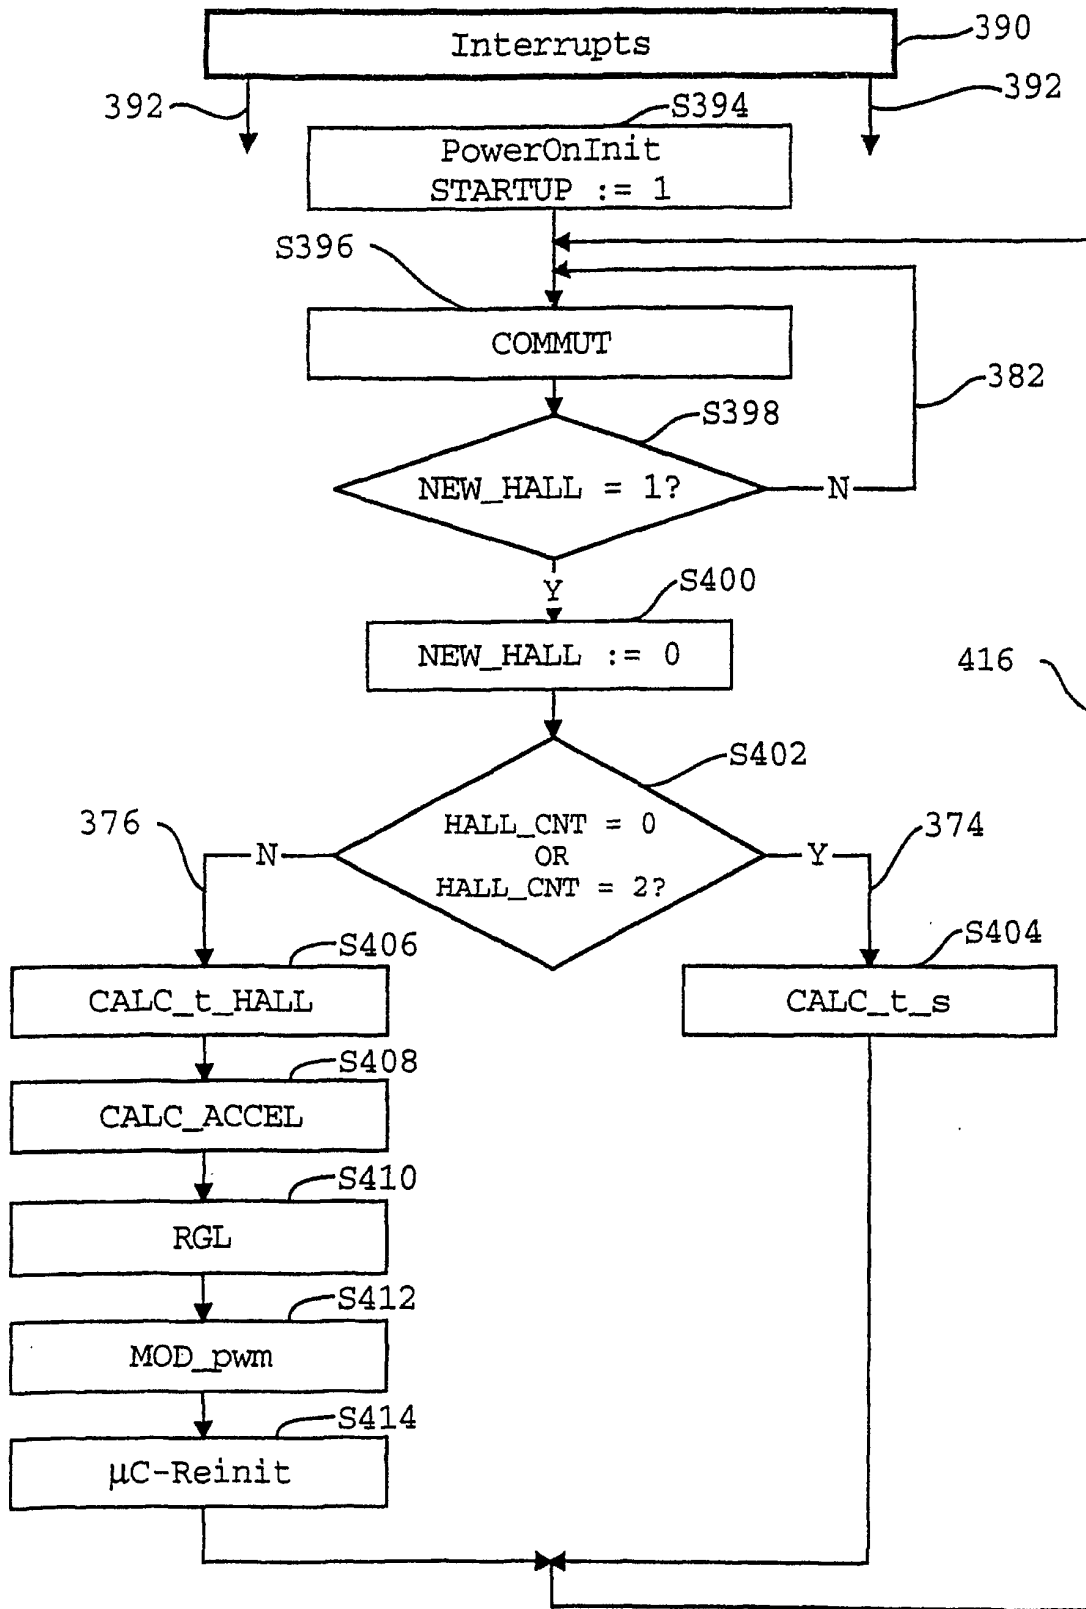 Interrupts
390
392
392
S394
PowerOnInit
STARTUP := 1
S396
COMMUT
382
S398
NEW_HALL = 1?
N
Y
S400
NEW_HALL := 0
416
S402
HALL_CNT = 0
OR
HALL_CNT = 2?
376
N
Y
374
S406
CALC_t_HALL
S404
CALC_t_s
S408
CALC_ACCEL
S410
RGL
S412
MOD_pwm
S414
µC-Reinit